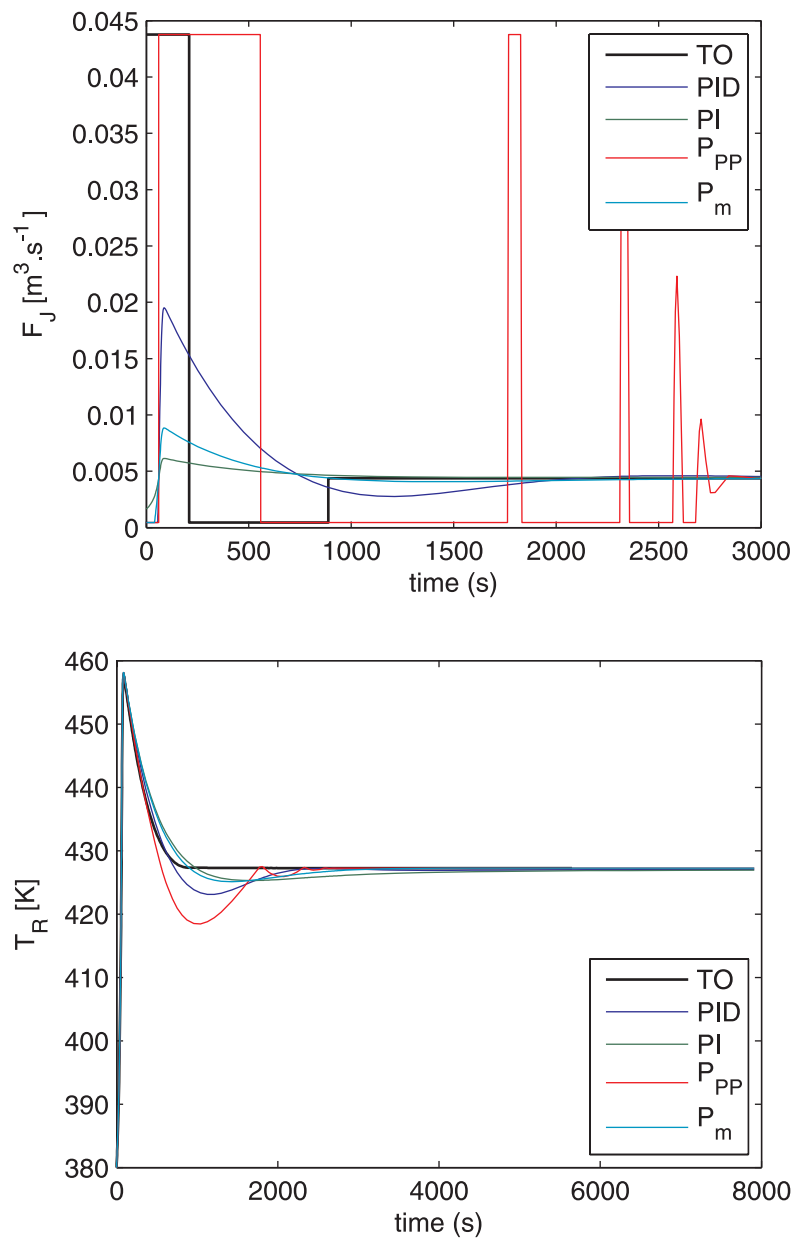 0.045
0.04
0.035
0.03
0.025
0.02
0.015
0.01
0.005
0
F_J [m^3.s^-1]
TO
PID
PI
P_PP
P_m
0 500 1000 1500 2000 2500 3000
time (s)
460
450
440
430
420
410
400
390
380
T_R [K]
TO
PID
PI
P_PP
P_m
0 2000 4000 6000 8000
time (s)